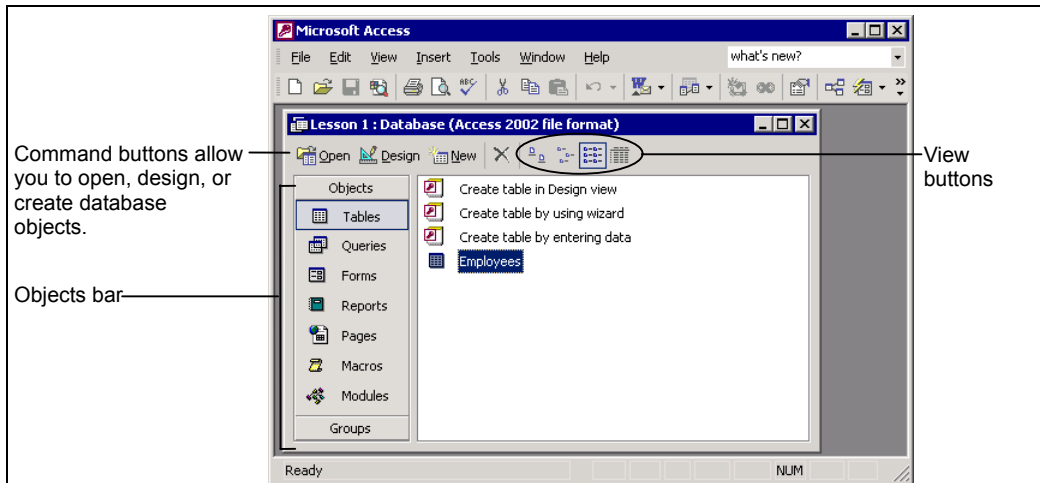 Microsoft Access
File Edit View Insert Tools Window Help
what's new?
Lesson 1 : Database (Access 2002 file format)
Open Design New
Command buttons allow
you to open, design, or
create database
objects.
View
buttons
Objects
Tables
Queries
Forms
Reports
Pages
Macros
Modules
Groups
Create table in Design view
Create table by using wizard
Create table by entering data
Employees
Objects bar
Ready
NUM